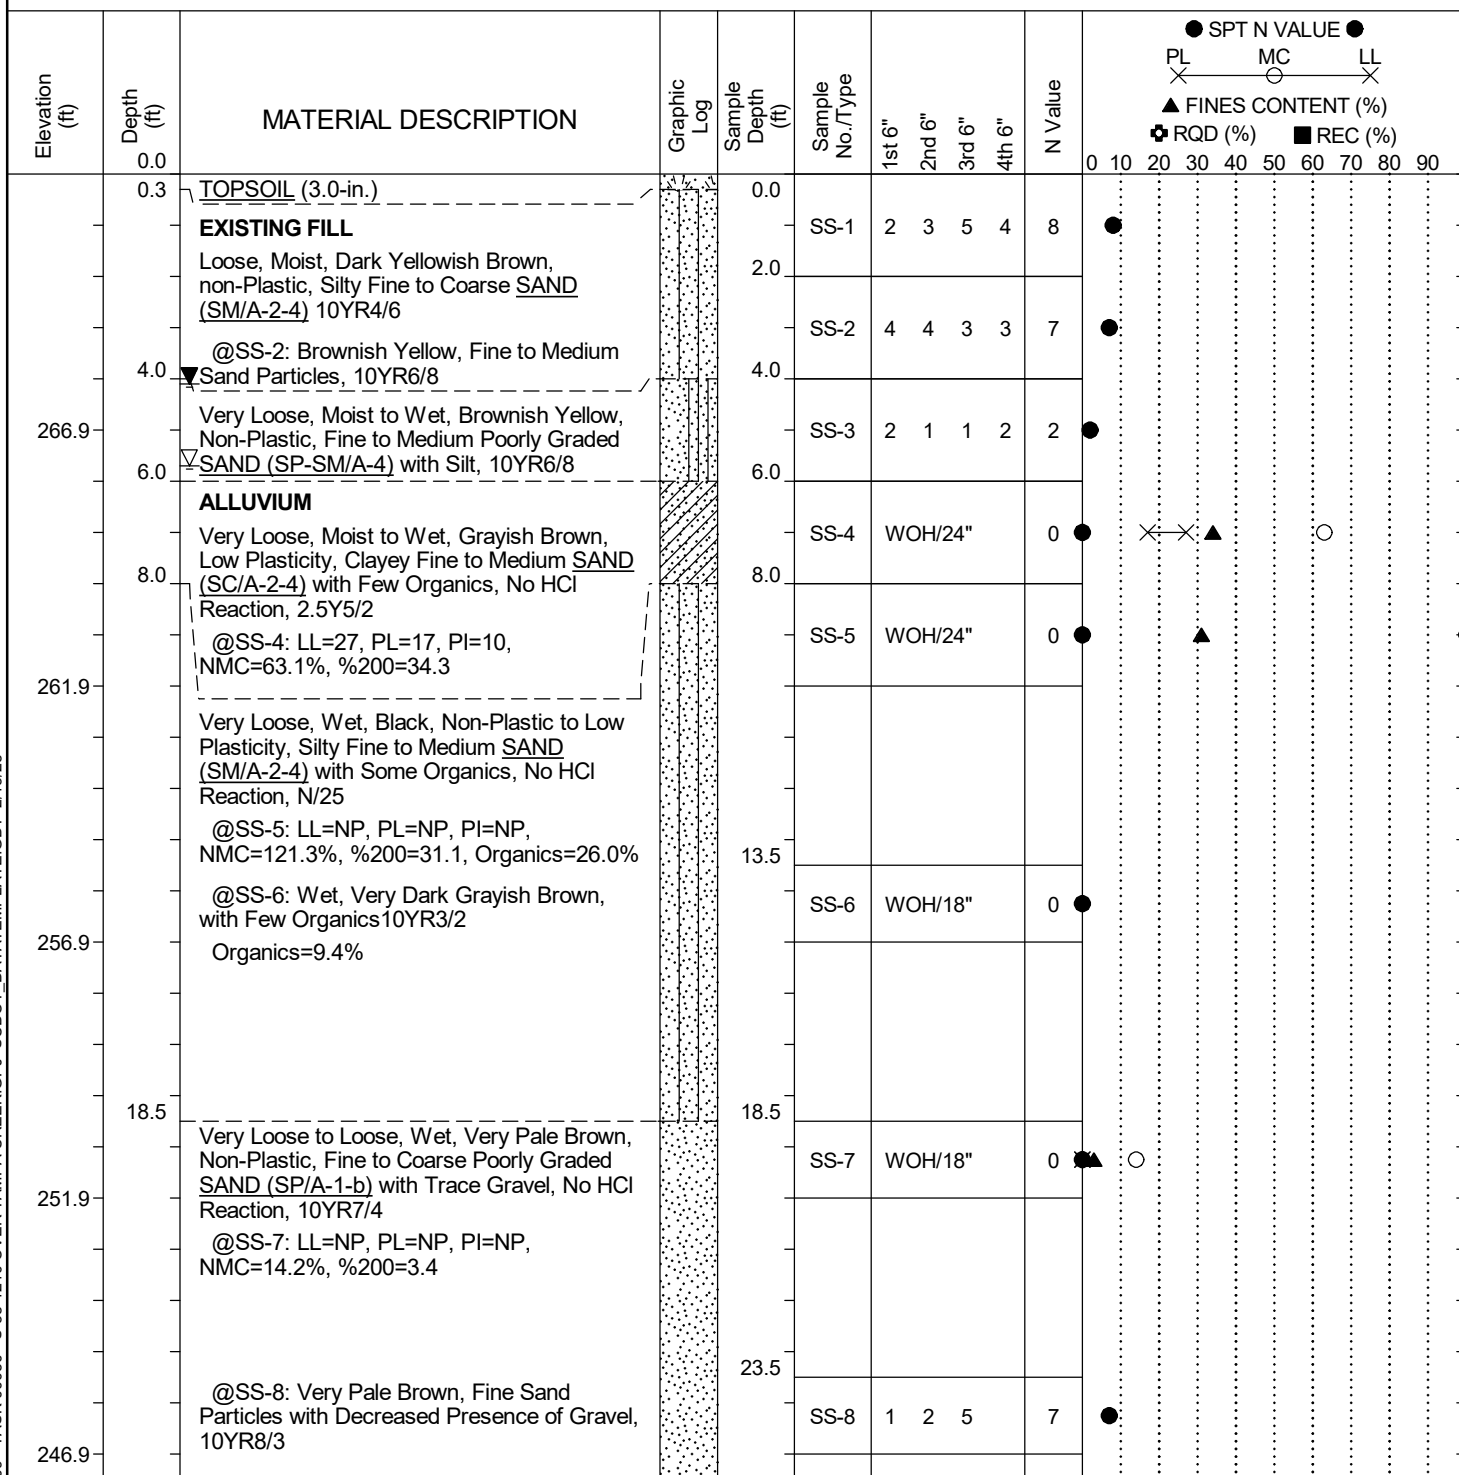 ● SPT N VALUE ●
PL MC LL
▲ FINES CONTENT (%)
RQD (%) ■ REC (%)
Elevation (ft)
Depth (ft)
MATERIAL DESCRIPTION
Graphic Log
Sample Depth (ft)
Sample No./Type
1st 6"
2nd 6"
3rd 6"
4th 6"
N Value
0.0
0 10 20 30 40 50 60 70 80 90
0.3 TOPSOIL (3.0-in.) 0.0
EXISTING FILL
SS-1 2 3 5 4 8
Loose, Moist, Dark Yellowish Brown,
non-Plastic, Silty Fine to Coarse SAND
2.0
(SM/A-2-4) 10YR4/6
SS-2 4 4 3 3 7
@SS-2: Brownish Yellow, Fine to Medium
4.0 Sand Particles, 10YR6/8 4.0
Very Loose, Moist to Wet, Brownish Yellow,
266.9 Non-Plastic, Fine to Medium Poorly Graded SS-3 2 1 1 2 2
6.0 SAND (SP-SM/A-4) with Silt, 10YR6/8 6.0
ALLUVIUM
Very Loose, Moist to Wet, Grayish Brown, SS-4 WOH/24" 0
Low Plasticity, Clayey Fine to Medium SAND
8.0 (SC/A-2-4) with Few Organics, No HCl 8.0
Reaction, 2.5Y5/2
@SS-4: LL=27, PL=17, PI=10, SS-5 WOH/24" 0
NMC=63.1%, %200=34.3
261.9
Very Loose, Wet, Black, Non-Plastic to Low
Plasticity, Silty Fine to Medium SAND
(SM/A-2-4) with Some Organics, No HCl
Reaction, N/25
@SS-5: LL=NP, PL=NP, PI=NP,
NMC=121.3%, %200=31.1, Organics=26.0% 13.5
@SS-6: Wet, Very Dark Grayish Brown, SS-6 WOH/18" 0
with Few Organics10YR3/2
256.9 Organics=9.4%
18.5 18.5
Very Loose to Loose, Wet, Very Pale Brown,
Non-Plastic, Fine to Coarse Poorly Graded SS-7 WOH/18" 0
SAND (SP/A-1-b) with Trace Gravel, No HCl
251.9 Reaction, 10YR7/4
@SS-7: LL=NP, PL=NP, PI=NP,
NMC=14.2%, %200=3.4
23.5
@SS-8: Very Pale Brown, Fine Sand
Particles with Decreased Presence of Gravel, SS-8 1 2 5 7
10YR8/3
246.9